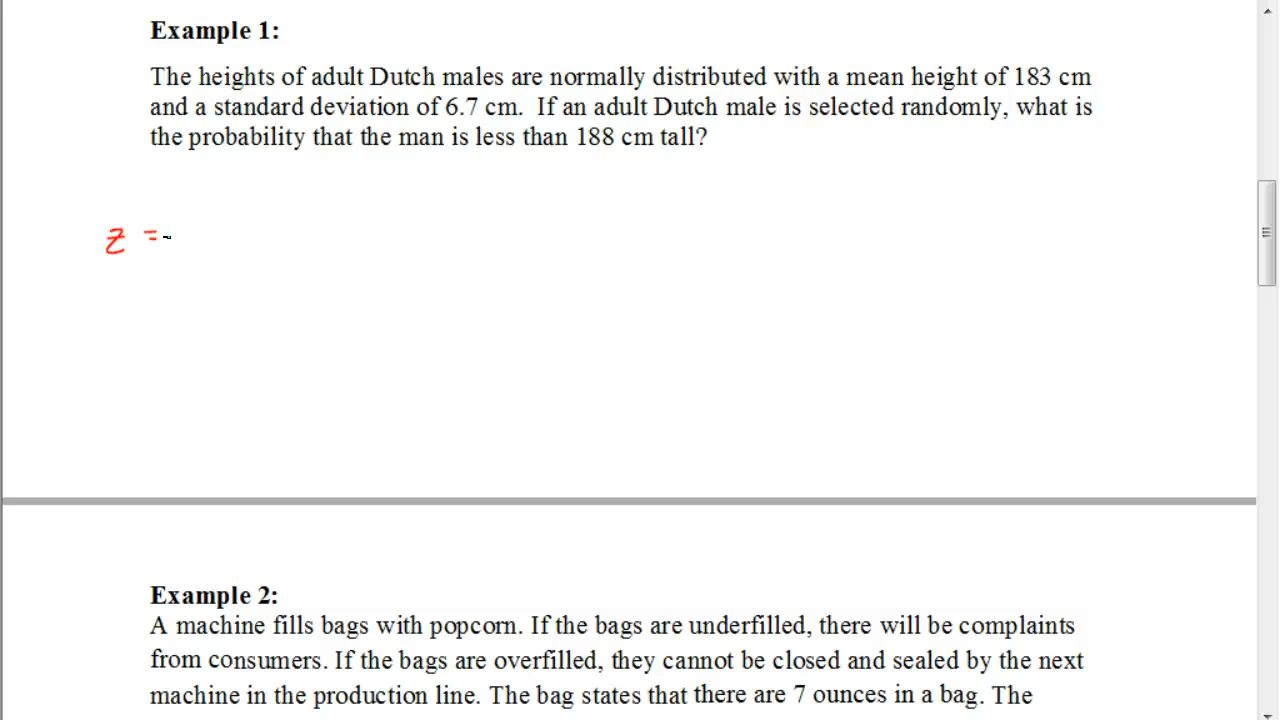 Example 1:
The heights of adult Dutch males are normally distributed with a mean height of 183 cm
and a standard deviation of 6.7 cm.  If an adult Dutch male is selected randomly, what is
the probability that the man is less than 188 cm tall?
z =
Example 2:
A machine fills bags with popcorn. If the bags are underfilled, there will be complaints
from consumers. If the bags are overfilled, they cannot be closed and sealed by the next
machine in the production line. The bag states that there are 7 ounces in a bag. The